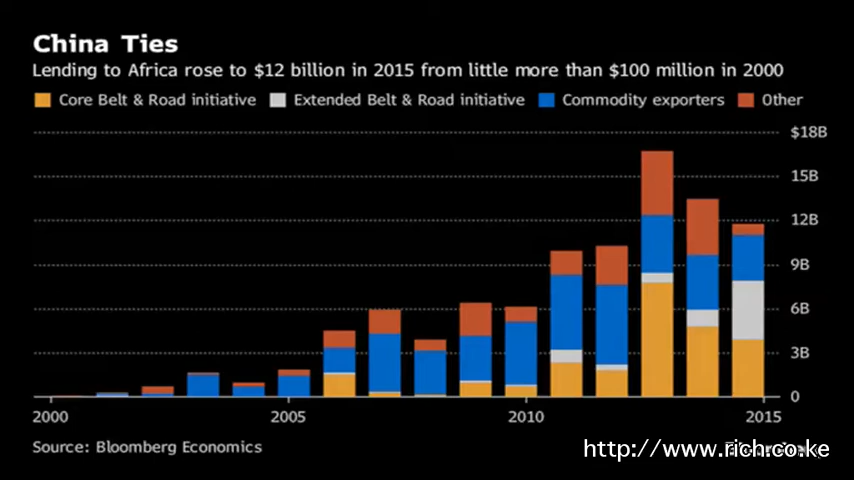 China Ties
Lending to Africa rose to $12 billion in 2015 from little more than $100 million in 2000
Core Belt & Road initiative Extended Belt & Road initiative Commodity exporters Other
$18B
15B
12B
9B
6B
3B
0
2000 2005 2010 2015
Source: Bloomberg Economics
http://www.rich.co.ke